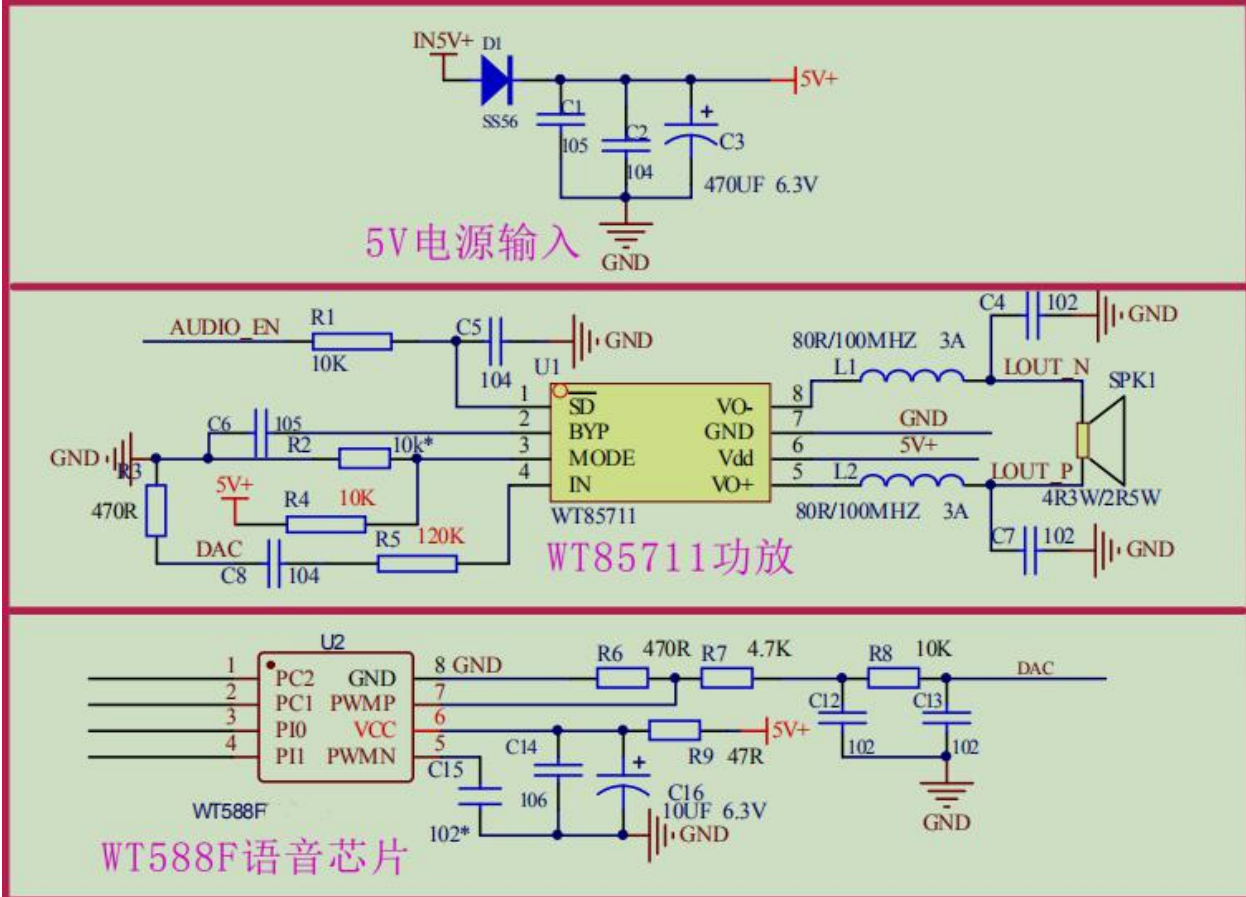 IN5V+
D1
SS56
C1
105
C2
104
C3
470UF 6.3V
5V+
5V电源输入
GND
AUDIO_EN
R1
10K
C5
104
GND
U1
C6
105
R2
10k*
GND
R3
470R
5V+
R4
10K
R5
120K
DAC
C8
104
1
2
3
4
SD
BYP
MODE
IN
VO-
GND
Vdd
VO+
8
7
6
5
WT85711
WT85711功放
80R/100MHZ 3A
L1
C4
102
GND
LOUT_N
SPK1
GND
5V+
L2
80R/100MHZ 3A
LOUT_P
4R3W/2R5W
C7
102
GND
U2
1
2
3
4
PC2
PC1
PI0
PI1
GND
PWMP
VCC
PWMN
8
7
6
5
GND
WT588F
WT588F语音芯片
R6
470R
R7
4.7K
R8
10K
DAC
C12
102
C13
102
GND
R9
47R
5V+
C14
106
C15
102*
C16
10UF 6.3V
GND